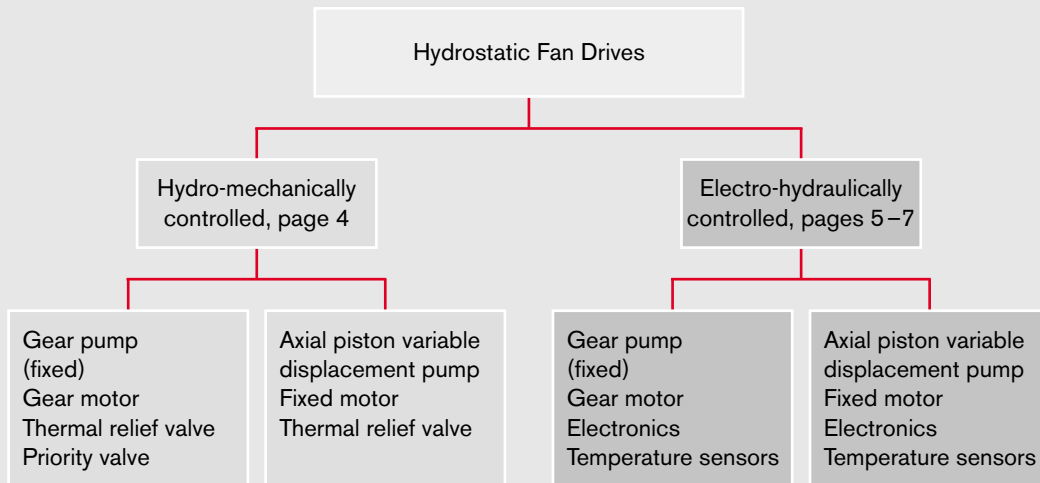 Hydrostatic Fan Drives
Hydro-mechanically
controlled, page 4
Electro-hydraulically
controlled, pages 5–7
Gear pump
(fixed)
Gear motor
Thermal relief valve
Priority valve
Axial piston variable
displacement pump
Fixed motor
Thermal relief valve
Gear pump
(fixed)
Gear motor
Electronics
Temperature sensors
Axial piston variable
displacement pump
Fixed motor
Electronics
Temperature sensors